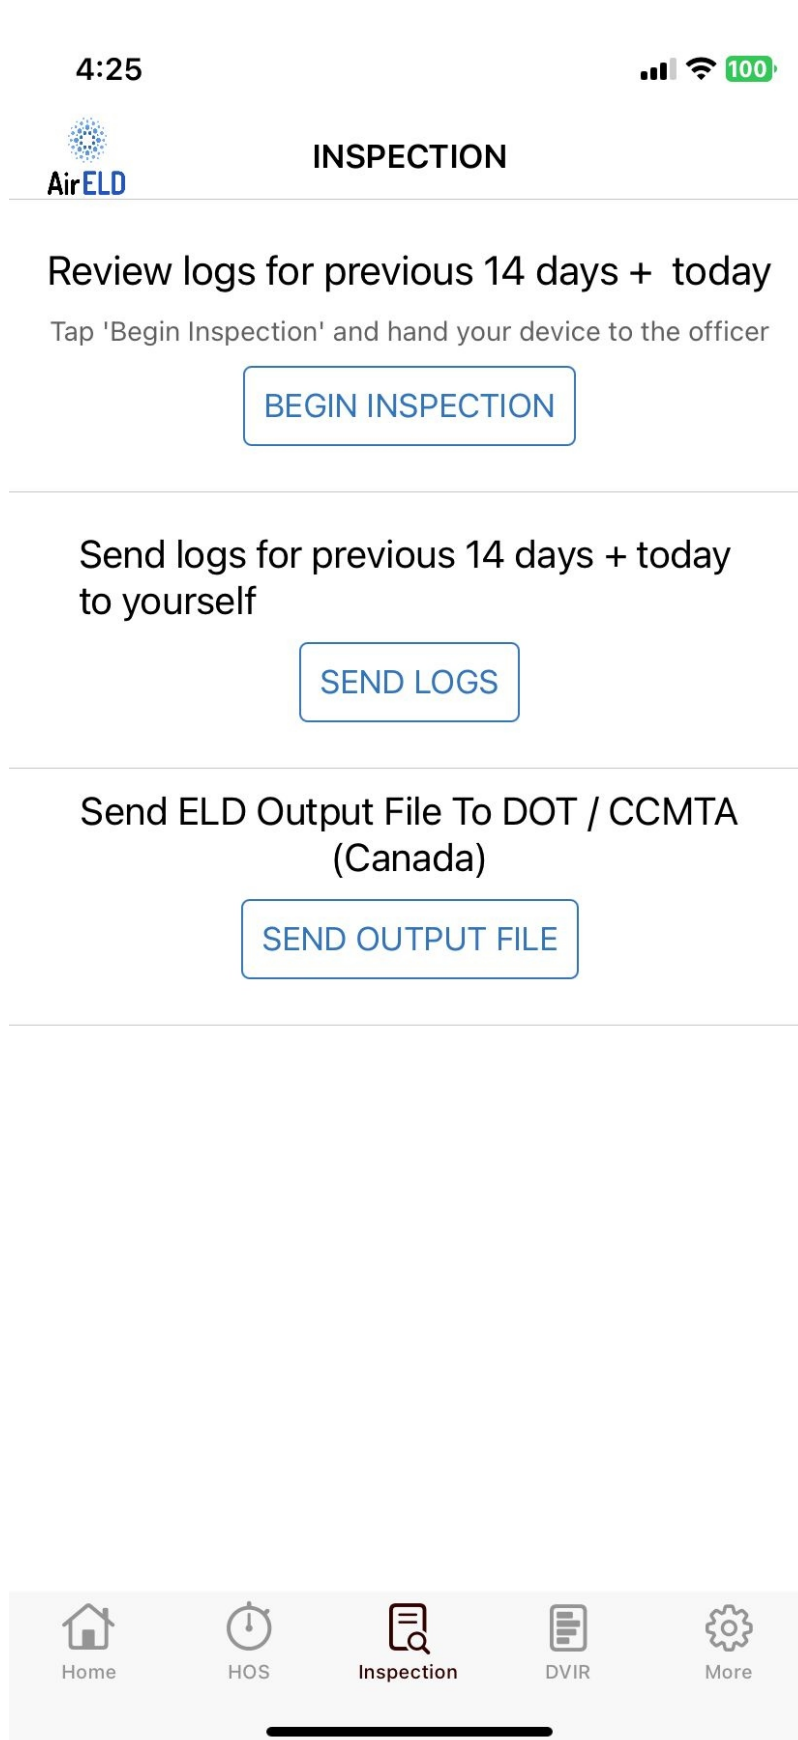 4:25
100
AirELD
INSPECTION
Review logs for previous 14 days + today
Tap 'Begin Inspection' and hand your device to the officer
BEGIN INSPECTION
Send logs for previous 14 days + today
to yourself
SEND LOGS
Send ELD Output File To DOT / CCMTA
(Canada)
SEND OUTPUT FILE
Home
HOS
Inspection
DVIR
More